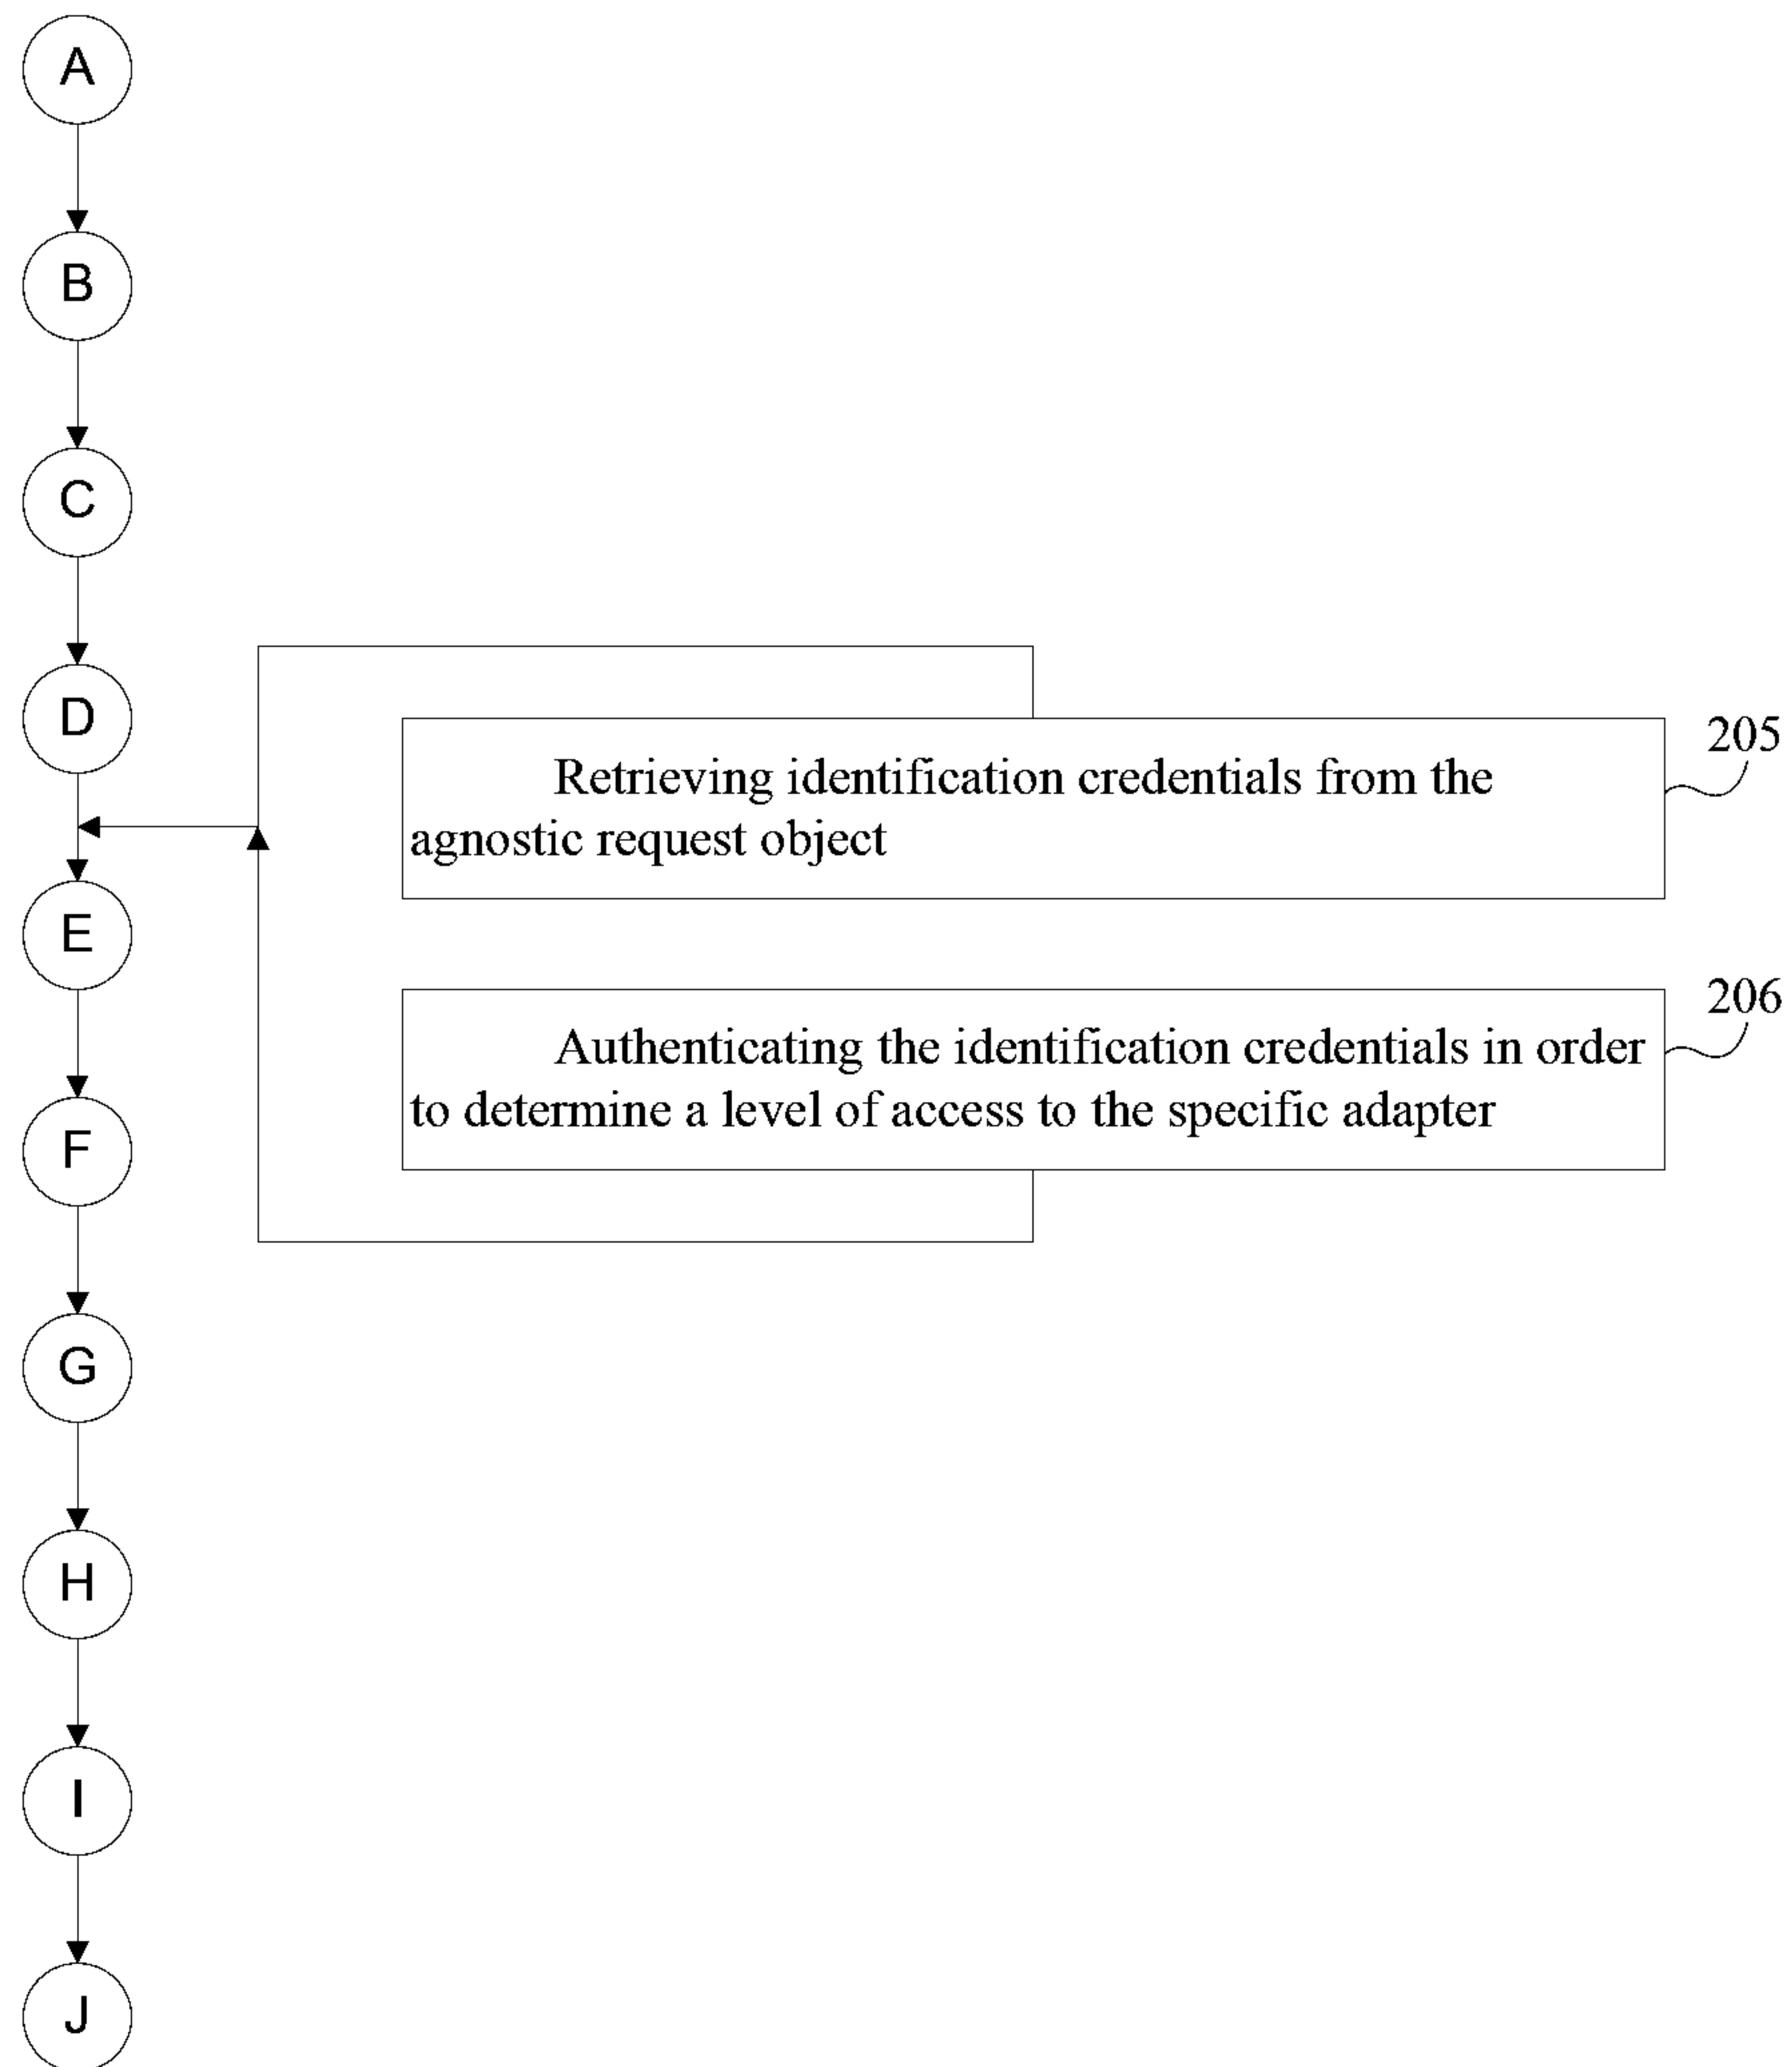 A
B
C
D
205
Retrieving identification credentials from the
agnostic request object
E
206
Authenticating the identification credentials in order
to determine a level of access to the specific adapter
F
G
H
I
J